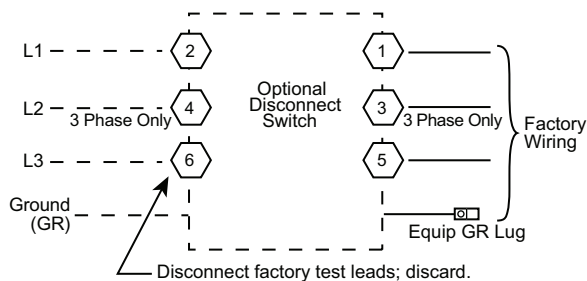 L1
2
1
L2
3 Phase Only
4
Optional
Disconnect
Switch
3
3 Phase Only
Factory
Wiring
L3
6
5
Ground
(GR)
Equip GR Lug
Disconnect factory test leads; discard.